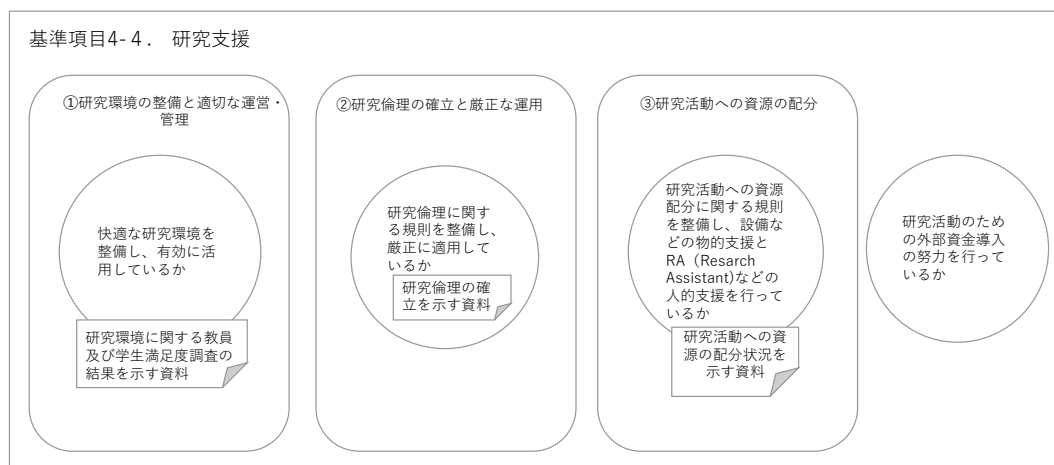 基準項目4-４． 研究支援
①研究環境の整備と適切な運営・
管理
快適な研究環境を
整備し、有効に活
用しているか
研究環境に関する教員
及び学生満足度調査の
結果を示す資料
②研究倫理の確立と厳正な運用
研究倫理に関す
る規則を整備し、
厳正に適用して
いるか
研究倫理の確
立を示す資料
③研究活動への資源の配分
研究活動への資源
配分に関する規則
を整備し、設備な
どの物的支援と
RA（Resarch
Assistant)などの
人的支援を行って
いるか
研究活動への資
源の配分状況を
示す資料
研究活動のため
の外部資金導入
の努力を行って
いるか